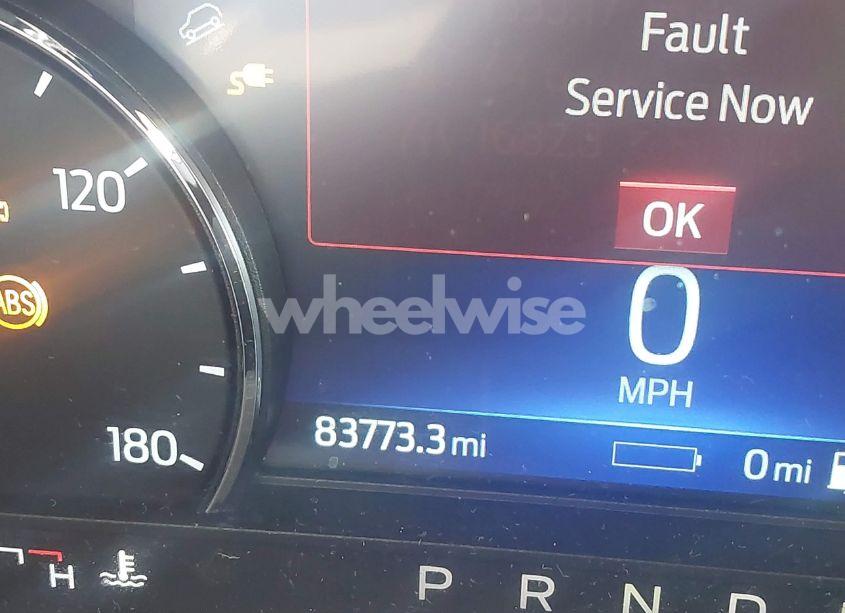 Fault
Service Now
S
120
OK
ABS
0
MPH
wheelwise
180
83773.3 mi
0 mi
H
P R N D